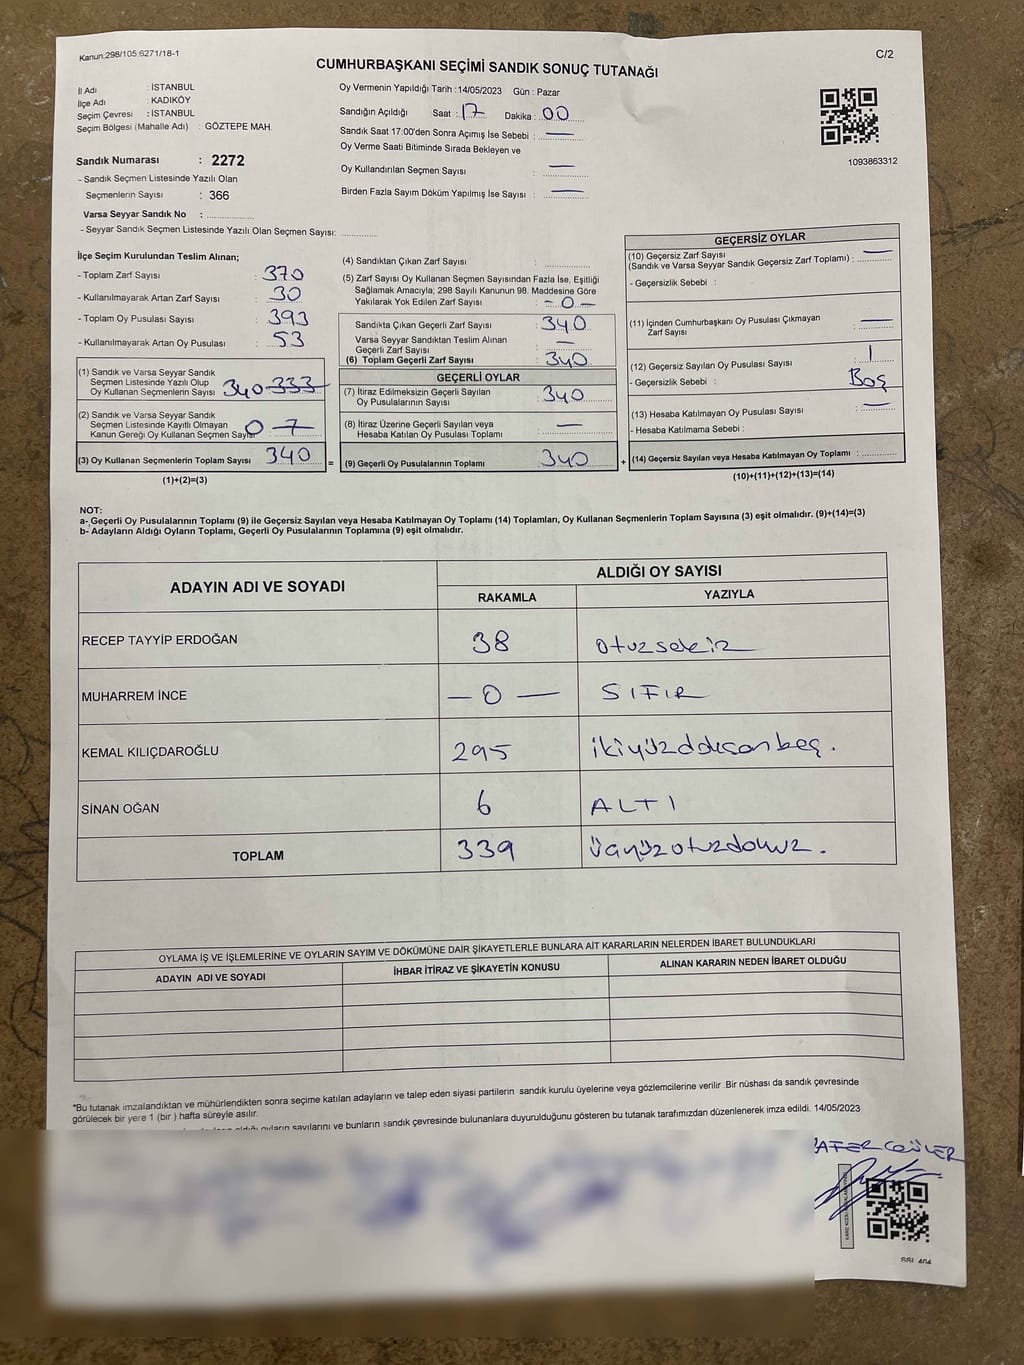 Kanun:298/105;6271/18-1
C/2
CUMHURBAŞKANI SEÇİMİ SANDIK SONUÇ TUTANAĞI
İl Adı : İSTANBUL
İlçe Adı : KADIKÖY
Seçim Çevresi : İSTANBUL
Seçim Bölgesi (Mahalle Adı) : GÖZTEPE MAH.
Oy Vermenin Yapıldığı Tarih :14/05/2023 Gün : Pazar
Sandığın Açıldığı Saat : 17 Dakika : 00
Sandık Saat 17:00'den Sonra Açımış İse Sebebi : —
Oy Verme Saati Bitiminde Sırada Bekleyen ve
Oy Kullandırılan Seçmen Sayısı : —
Birden Fazla Sayım Döküm Yapılmış İse Sayısı : —
1093863312
Sandık Numarası : 2272
- Sandık Seçmen Listesinde Yazılı Olan
Seçmenlerin Sayısı : 366
Varsa Seyyar Sandık No :
- Seyyar Sandık Seçmen Listesinde Yazılı Olan Seçmen Sayısı:
İlçe Seçim Kurulundan Teslim Alınan;
- Toplam Zarf Sayısı : 370
- Kullanılmayarak Artan Zarf Sayısı : 30
- Toplam Oy Pusulası Sayısı : 393
- Kullanılmayarak Artan Oy Pusulası : 53
(1) Sandık ve Varsa Seyyar Sandık
Seçmen Listesinde Yazılı Olup
Oy Kullanan Seçmenlerin Sayısı 340 333
(2) Sandık ve Varsa Seyyar Sandık
Seçmen Listesinde Kayıtlı Olmayan
Kanun Gereği Oy Kullanan Seçmen Sayısı 0 7
(3) Oy Kullanan Seçmenlerin Toplam Sayısı 340 =
(1)+(2)=(3)
(4) Sandıktan Çıkan Zarf Sayısı :
(5) Zarf Sayısı Oy Kullanan Seçmen Sayısından Fazla İse, Eşitliği
Sağlamak Amacıyla; 298 Sayılı Kanunun 98. Maddesine Göre
Yakılarak Yok Edilen Zarf Sayısı : - 0 -
Sandıkta Çıkan Geçerli Zarf Sayısı : 340
Varsa Seyyar Sandıktan Teslim Alınan
Geçerli Zarf Sayısı : —
(6) Toplam Geçerli Zarf Sayısı : 340
GEÇERLİ OYLAR
(7) İtiraz Edilmeksizin Geçerli Sayılan
Oy Pusulalarının Sayısı : 340
(8) İtiraz Üzerine Geçerli Sayılan veya
Hesaba Katılan Oy Pusulası Toplamı : —
(9) Geçerli Oy Pusulalarının Toplamı : 340 +
GEÇERSİZ OYLAR
(10) Geçersiz Zarf Sayısı
(Sandık ve Varsa Seyyar Sandık Geçersiz Zarf Toplamı) : —
- Geçersizlik Sebebi :
(11) İçinden Cumhurbaşkanı Oy Pusulası Çıkmayan
Zarf Sayısı : —
(12) Geçersiz Sayılan Oy Pusulası Sayısı : 1
- Geçersizlik Sebebi : Boş
(13) Hesaba Katılmayan Oy Pusulası Sayısı : —
- Hesaba Katılmama Sebebi :
(14) Geçersiz Sayılan veya Hesaba Katılmayan Oy Toplamı :
(10)+(11)+(12)+(13)=(14)
NOT:
a- Geçerli Oy Pusulalarının Toplamı (9) ile Geçersiz Sayılan veya Hesaba Katılmayan Oy Toplamı (14) Toplamları, Oy Kullanan Seçmenlerin Toplam Sayısına (3) eşit olmalıdır. (9)+(14)=(3)
b- Adayların Aldığı Oyların Toplamı, Geçerli Oy Pusulalarının Toplamına (9) eşit olmalıdır.
ADAYIN ADI VE SOYADI ALDIĞI OY SAYISI
RAKAMLA YAZIYLA
RECEP TAYYİP ERDOĞAN 38 otuzsekiz
MUHARREM İNCE — 0 — SIFIR
KEMAL KILIÇDAROĞLU 295 ikiyüzdoksanbeş.
SİNAN OĞAN 6 ALTI
TOPLAM 339 üçyüzotuzdokuz.
OYLAMA İŞ VE İŞLEMLERİNE VE OYLARIN SAYIM VE DÖKÜMÜNE DAİR ŞİKAYETLERLE BUNLARA AİT KARARLARIN NELERDEN İBARET BULUNDUKLARI
ADAYIN ADI VE SOYADI İHBAR İTİRAZ VE ŞİKAYETİN KONUSU ALINAN KARARIN NEDEN İBARET OLDUĞU
*Bu tutanak imzalandıktan ve mühürlendikten sonra seçime katılan adayların ve talep eden siyasi partilerin sandık kurulu üyelerine veya gözlemcilerine verilir .Bir nüshası da sandık çevresinde
görülecek bir yere 1 (bir ) hafta süreyle asılır.
oyların sayılarını ve bunların sandık çevresinde bulunanlara duyurulduğunu gösteren bu tutanak tarafımızdan düzenlenerek imza edildi. 14/05/2023